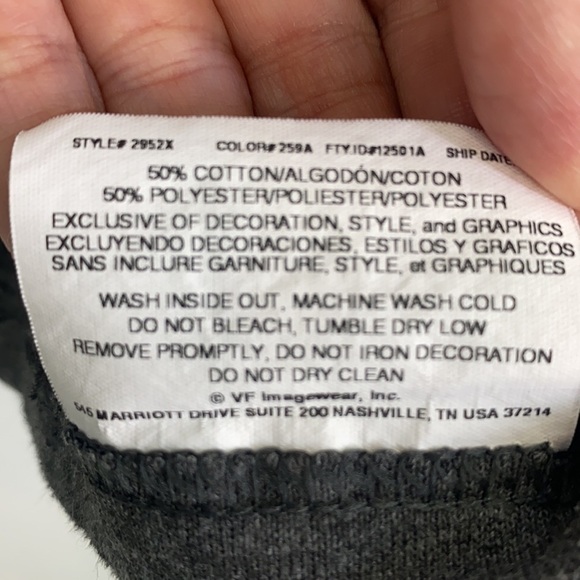 STYLE# 2952X COLOR# 259A FTY.ID#12501A SHIP DATE
50% COTTON/ALGODÓN/COTON
50% POLYESTER/POLIESTER/POLYESTER
EXCLUSIVE OF DECORATION, STYLE, and GRAPHICS
EXCLUYENDO DECORACIONES, ESTILOS Y GRAFICOS
SANS INCLURE GARNITURE, STYLE, et GRAPHIQUES
WASH INSIDE OUT, MACHINE WASH COLD
DO NOT BLEACH, TUMBLE DRY LOW
REMOVE PROMPTLY, DO NOT IRON DECORATION
DO NOT DRY CLEAN
© VF Imagewear, Inc.
MARRIOTT DRIVE SUITE 200 NASHVILLE, TN USA 37214